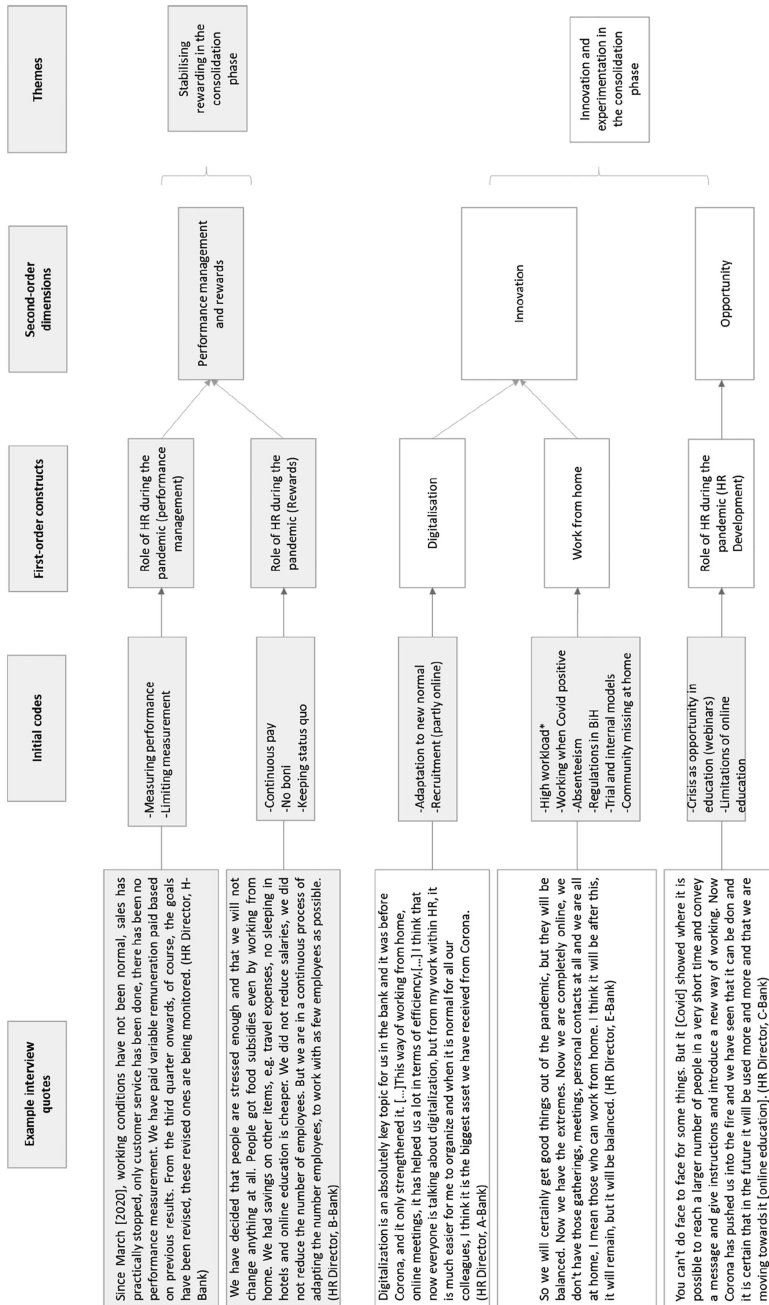 Example interview
quotes
Initial codes
First-order constructs
Second-order
dimensions
Themes
Since March [2020], working conditions have not been normal, sales has
practically stopped, only customer service has been done, there has been no
performance measurement. We have paid variable remuneration paid based
on previous results. From the third quarter onwards, of course, the goals
have been revised, these revised ones are being monitored. (HR Director, H-
Bank)
-Measuring performance
-Limiting measurement
Role of HR during the
pandemic (performance
management)
We have decided that people are stressed enough and that we will not
change anything at all. People got food subsidies even by working from
home. We had savings on other items, e.g. travel expenses, no sleeping in
hotels and online education is cheaper. We did not reduce salaries, we did
not reduce the number of employees. But we are in a continuous process of
adapting the number employees, to work with as few employees as possible.
(HR Director, B-Bank)
-Continuous pay
-No boni
-Keeping status quo
Role of HR during the
pandemic (Rewards)
Performance management
and rewards
Stabilising
rewarding in the
consolidation
phase
Digitalization is an absolutely key topic for us in the bank and it was before
Corona, and it only strengthened it. [...]This way of working from home,
online meetings, it has helped us a lot in terms of efficiency.[...] I think that
now everyone is talking about digitalization, but from my work within HR, it
is much easier for me to organize and when it is normal for all our
colleagues, I think it is the biggest asset we have received from Corona.
(HR Director, A-Bank)
-Adaptation to new normal
-Recruitment (partly online)
Digitalisation
So we will certainly get good things out of the pandemic, but they will be
balanced. Now we have the extremes. Now we are completely online, we
don't have those gatherings, meetings, personal contacts at all and we are all
at home, I mean those who can work from home. I think it will be after this,
it will remain, but it will be balanced. (HR Director, E-Bank)
-High workload*
-Working when Covid positive
-Absenteeism
-Regulations in BiH
-Trial and internal models
-Community missing at home
Work from home
Innovation
You can't do face to face for some things. But it [Covid] showed where it is
possible to reach a larger number of people in a very short time and convey
a message and give instructions and introduce a new way of working. Now
Corona has pushed us into the fire and we have seen that it can be don and
it is certain that in the future it will be used more and more and that we are
moving towards it [online education]. (HR Director, C-Bank)
-Crisis as opportunity in
education (webinars)
-Limitations of online
education
Role of HR during the
pandemic (HR
Development)
Opportunity
Innovation and
experimentation in
the consolidation
phase